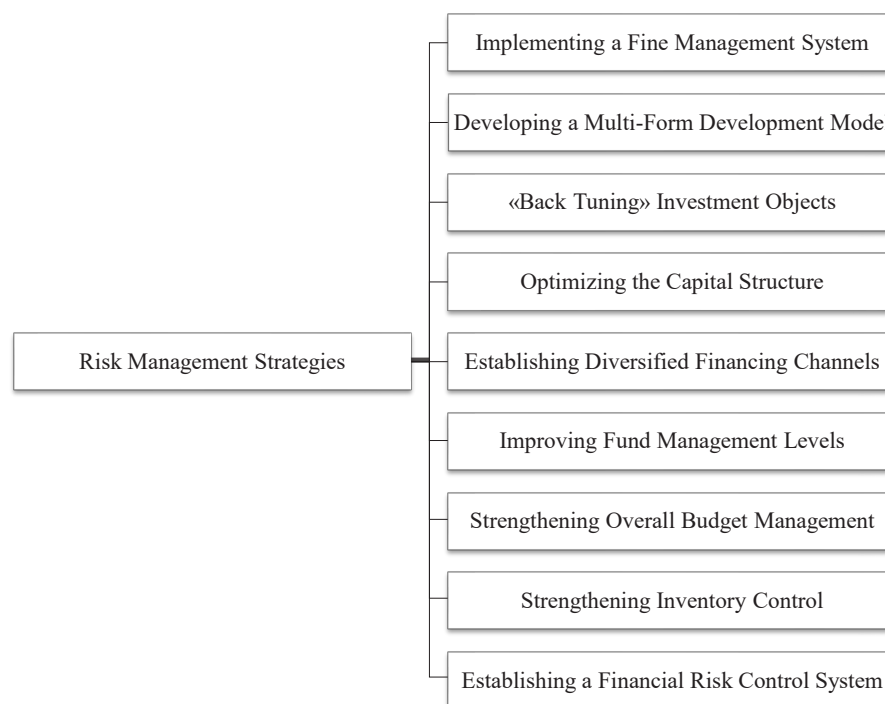 Implementing a Fine Management System
Developing a Multi-Form Development Mode
«Back Tuning» Investment Objects
Optimizing the Capital Structure
Risk Management Strategies
Establishing Diversified Financing Channels
Improving Fund Management Levels
Strengthening Overall Budget Management
Strengthening Inventory Control
Establishing a Financial Risk Control System